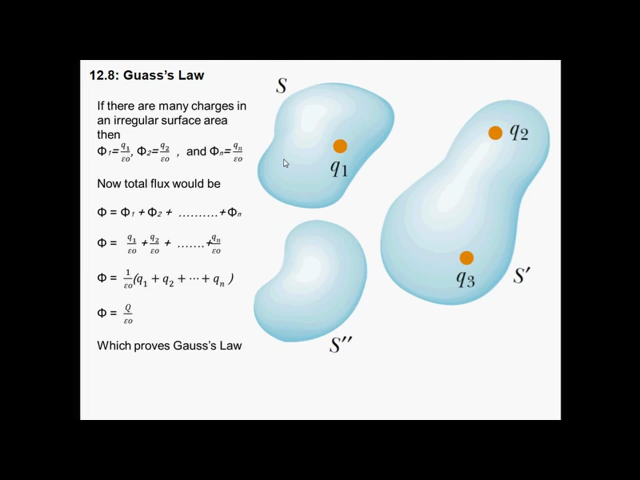 12.8: Guass's Law
If there are many charges in
an irregular surface area
then
Φ₁=q₁/εo, Φ₂=q₂/εo , and Φₙ=qₙ/εo
Now total flux would be
Φ = Φ₁ + Φ₂ + ……….+Φₙ
Φ = q₁/εo +q₂/εo + …….+qₙ/εo
Φ = 1/εo(q₁ + q₂ + ⋯ + qₙ )
Φ = Q/εo
Which proves Gauss's Law
S
q₁
q₂
q₃
S′
S″